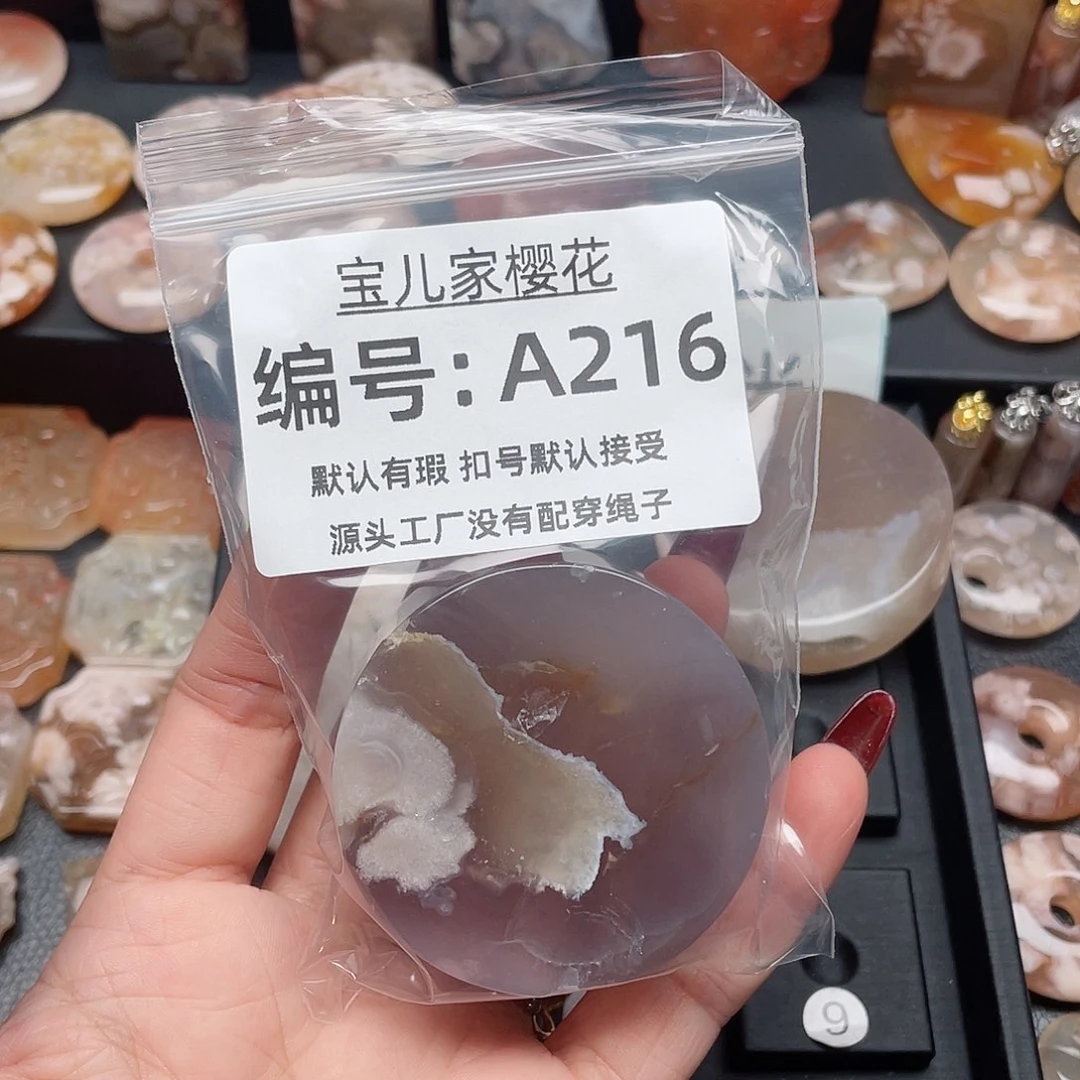 宝儿家樱花
编号：A216
默认有瑕 扣号默认接受
源头工厂没有配穿绳子
9